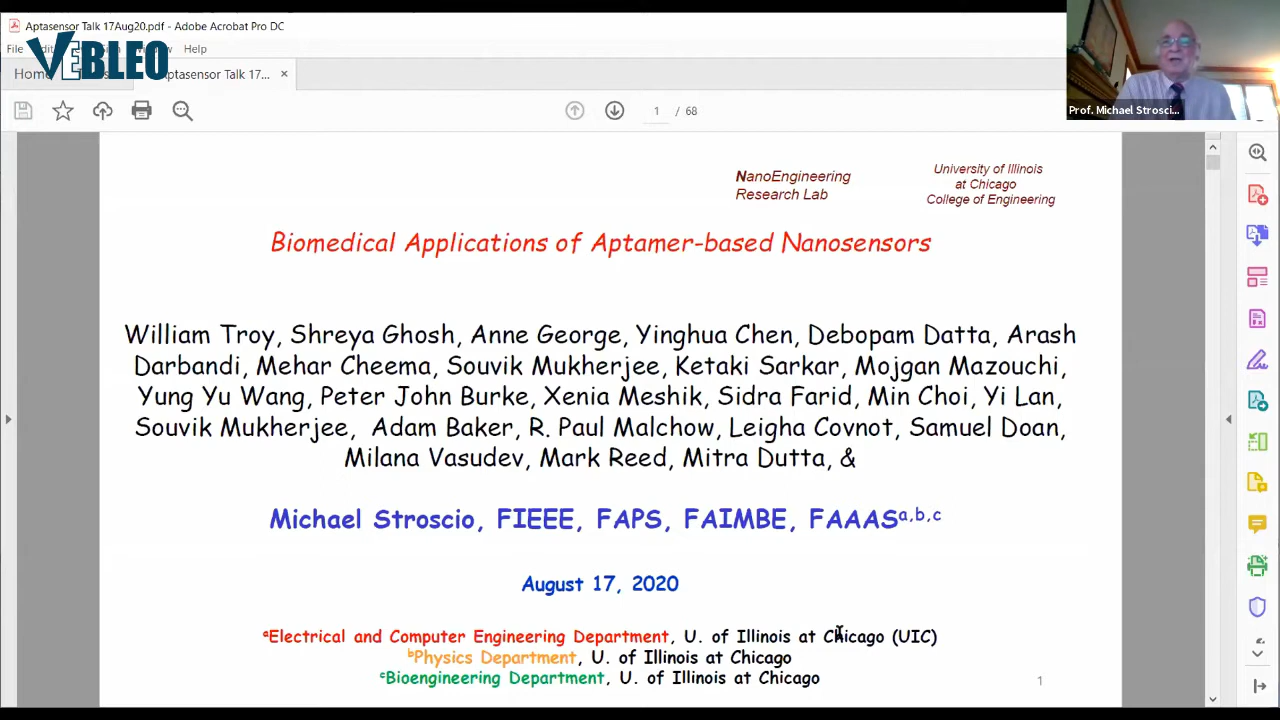 Aptasensor Talk 17Aug20.pdf - Adobe Acrobat Pro DC
File Help
VEBLEO
Home
Aptasensor Talk 17... ×
1 / 68
Prof. Michael Strosci...
NanoEngineering
Research Lab
University of Illinois
at Chicago
College of Engineering
Biomedical Applications of Aptamer-based Nanosensors
William Troy, Shreya Ghosh, Anne George, Yinghua Chen, Debopam Datta, Arash
Darbandi, Mehar Cheema, Souvik Mukherjee, Ketaki Sarkar, Mojgan Mazouchi,
Yung Yu Wang, Peter John Burke, Xenia Meshik, Sidra Farid, Min Choi, Yi Lan,
Souvik Mukherjee, Adam Baker, R. Paul Malchow, Leigha Covnot, Samuel Doan,
Milana Vasudev, Mark Reed, Mitra Dutta, &
Michael Stroscio, FIEEE, FAPS, FAIMBE, FAAASa,b,c
August 17, 2020
aElectrical and Computer Engineering Department, U. of Illinois at Chicago (UIC)
bPhysics Department, U. of Illinois at Chicago
cBioengineering Department, U. of Illinois at Chicago
1